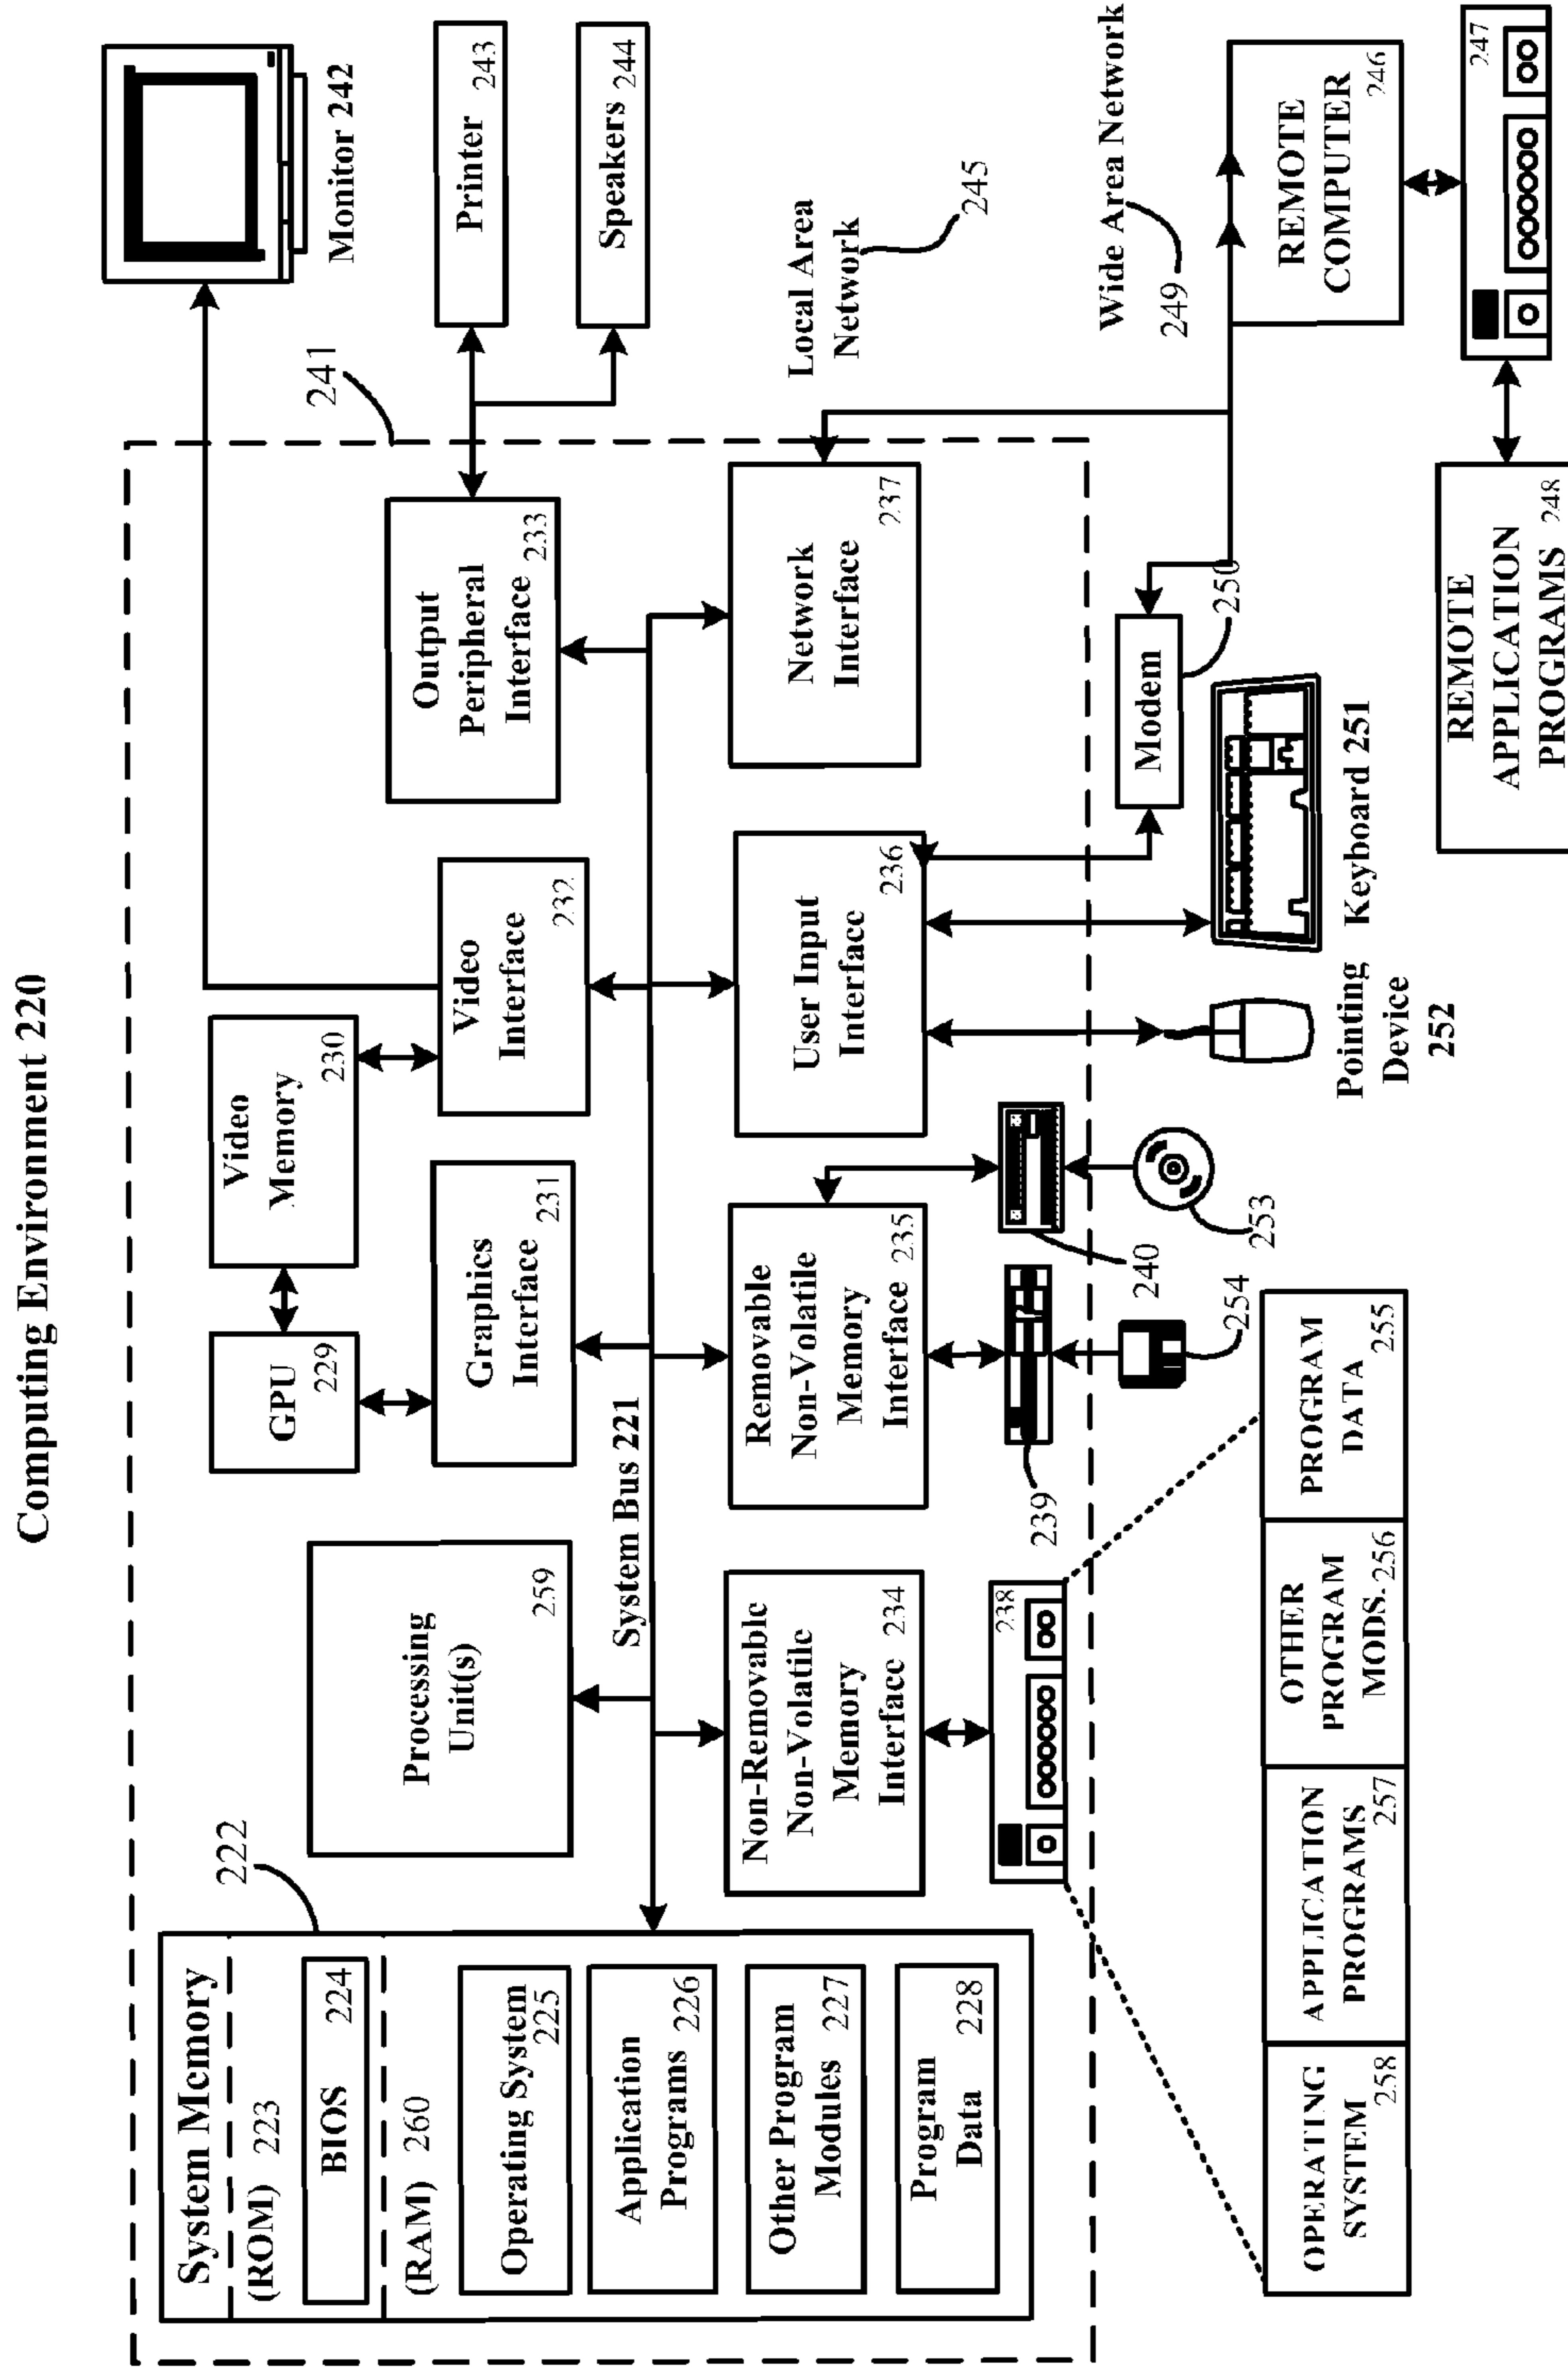 Computing Environment 220
System Memory
(ROM) 223
BIOS 224
(RAM) 260
Operating System
225
Application
Programs 226
Other Program
Modules 227
Program
Data 228
222
Processing
Unit(s)
259
GPU
229
Video
Memory
230
Graphics
Interface
231
Video
Interface
232
Output
Peripheral
Interface 233
241
Monitor 242
Printer 243
Speakers 244
System Bus 221
Non-Removable
Non-Volatile
Memory
Interface 234
Removable
Non-Volatile
Memory
Interface 235
User Input
Interface
236
Network
Interface
237
Local Area
Network
245
238
239
240
254
253
Pointing
Device
252
Keyboard 251
Modem
250
Wide Area Network
249
REMOTE
COMPUTER
246
247
REMOTE
APPLICATION
PROGRAMS 248
OPERATING
SYSTEM
258
APPLICATION
PROGRAMS
257
OTHER
PROGRAM
MODS. 256
PROGRAM
DATA
255